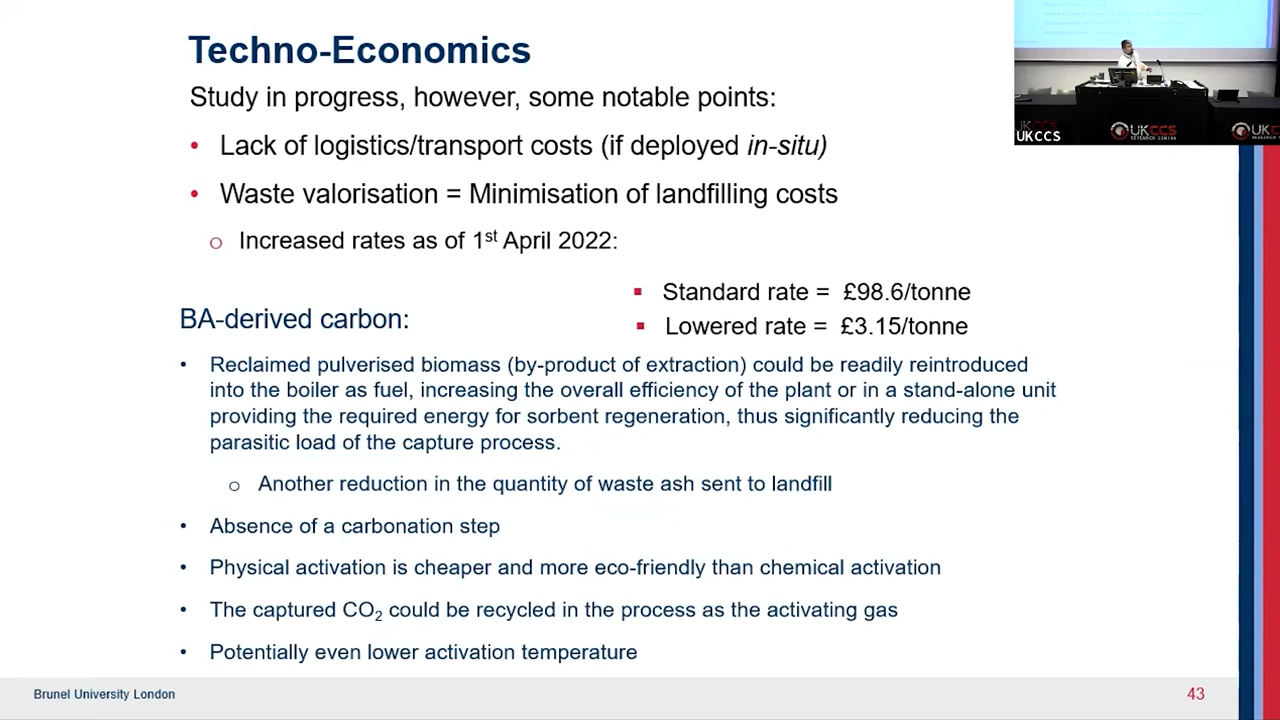 Techno-Economics
Study in progress, however, some notable points:
• Lack of logistics/transport costs (if deployed in-situ)
• Waste valorisation = Minimisation of landfilling costs
o Increased rates as of 1st April 2022:
▪ Standard rate = £98.6/tonne
▪ Lowered rate = £3.15/tonne
BA-derived carbon:
• Reclaimed pulverised biomass (by-product of extraction) could be readily reintroduced
into the boiler as fuel, increasing the overall efficiency of the plant or in a stand-alone unit
providing the required energy for sorbent regeneration, thus significantly reducing the
parasitic load of the capture process.
o Another reduction in the quantity of waste ash sent to landfill
• Absence of a carbonation step
• Physical activation is cheaper and more eco-friendly than chemical activation
• The captured CO2 could be recycled in the process as the activating gas
• Potentially even lower activation temperature
Brunel University London
43
UKCCS
UKCCS
RESEARCH CENTRE